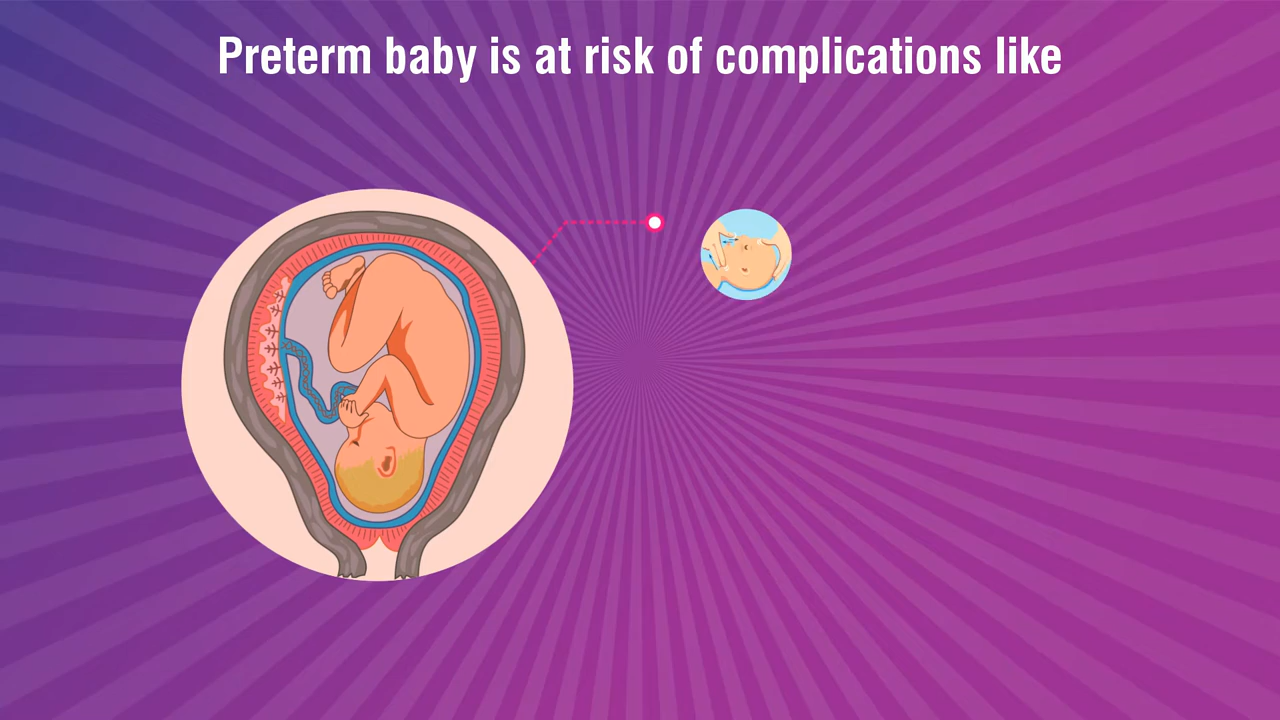 Preterm baby is at risk of complications like